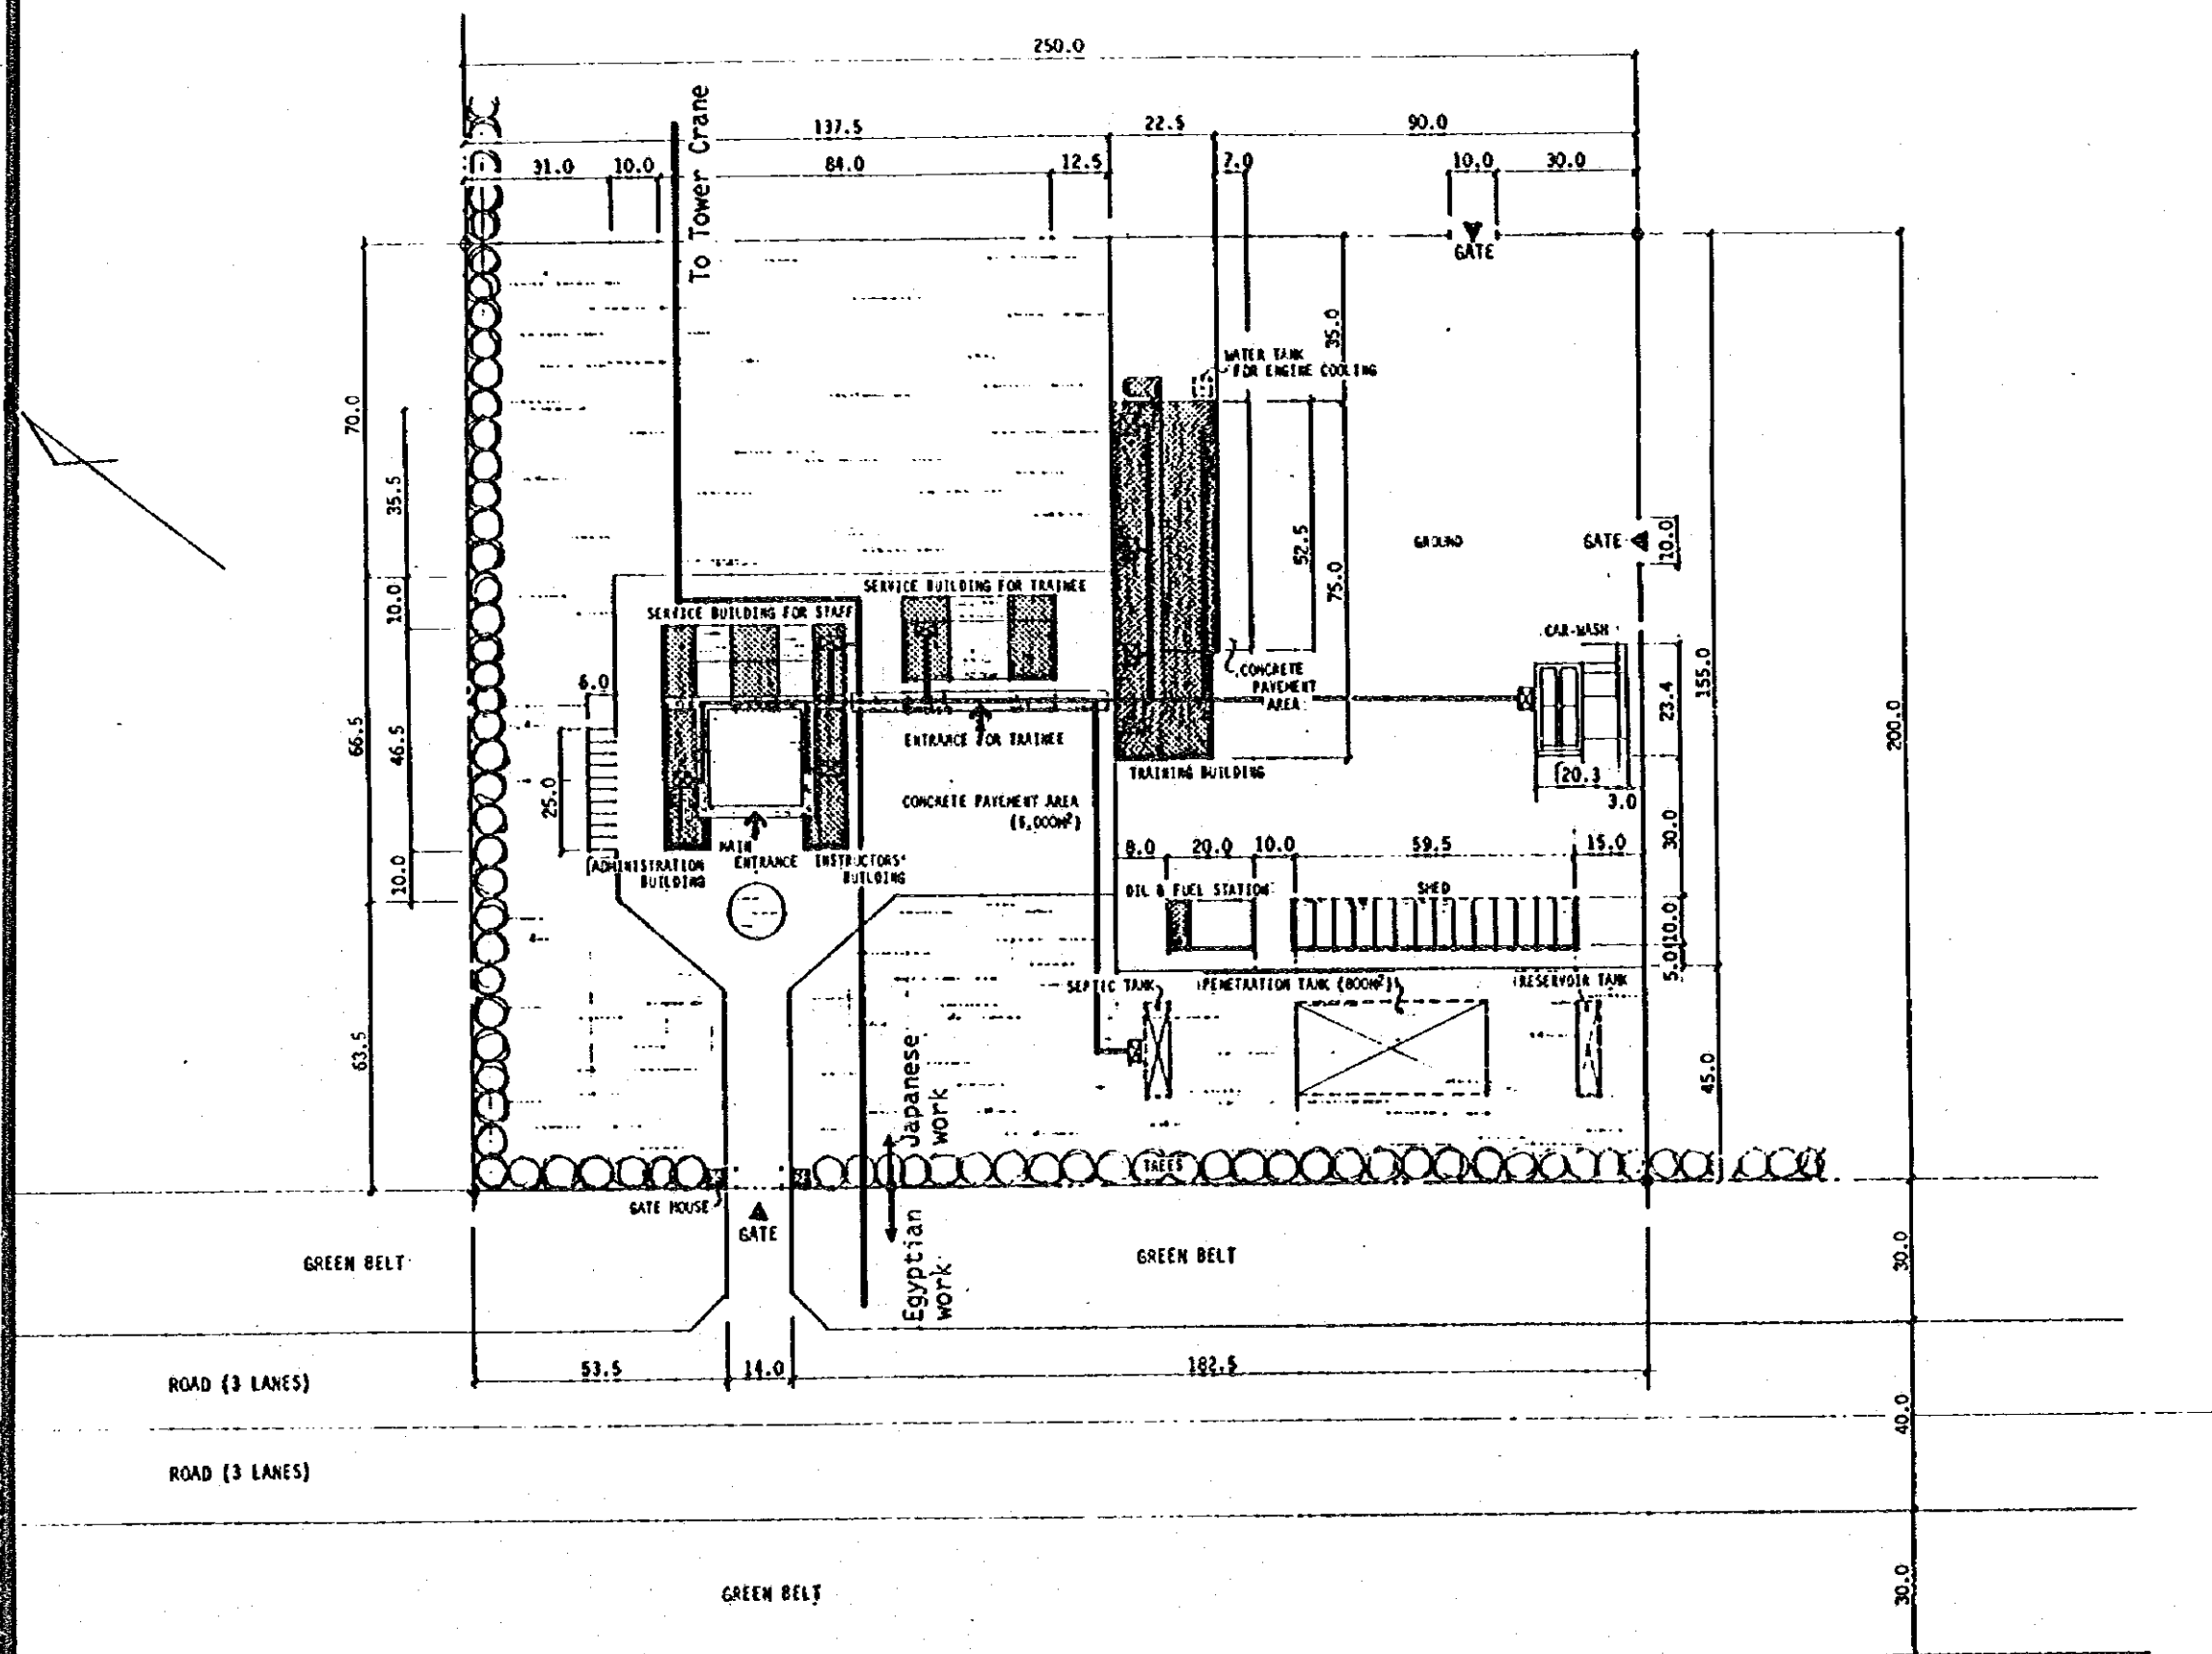 250.0
137.5
22.5
90.0
31.0
10.0
84.0
12.5
7.0
10.0
30.0
To Tower Crane
GATE
WATER TANK
FOR ENGINE COOLING
35.0
70.0
35.5
52.5
75.0
GROUND
GATE
10.0
SERVICE BUILDING FOR TRAINEE
SERVICE BUILDING FOR STAFF
10.0
CAR-WASH
CONCRETE
PAVEMENT
AREA
155.0
23.4
200.0
6.0
66.5
46.5
25.0
ENTRANCE FOR TRAINEE
TRAINING BUILDING
20.3
3.0
CONCRETE PAVEMENT AREA
(6,000M²)
30.0
8.0
20.0
10.0
59.5
15.0
MAIN
ENTRANCE
ADMINISTRATION
BUILDING
INSTRUCTORS'
BUILDING
10.0
OIL & FUEL STATION
SHED
10.0
5.0
SEPTIC TANK
PENETRATION TANK (800M²)
RESERVOIR TANK
63.5
45.0
Japanese
work
TREES
GATE HOUSE
GATE
Egyptian
work
GREEN BELT
GREEN BELT
30.0
53.5
14.0
182.5
ROAD (3 LANES)
40.0
ROAD (3 LANES)
GREEN BELT
30.0